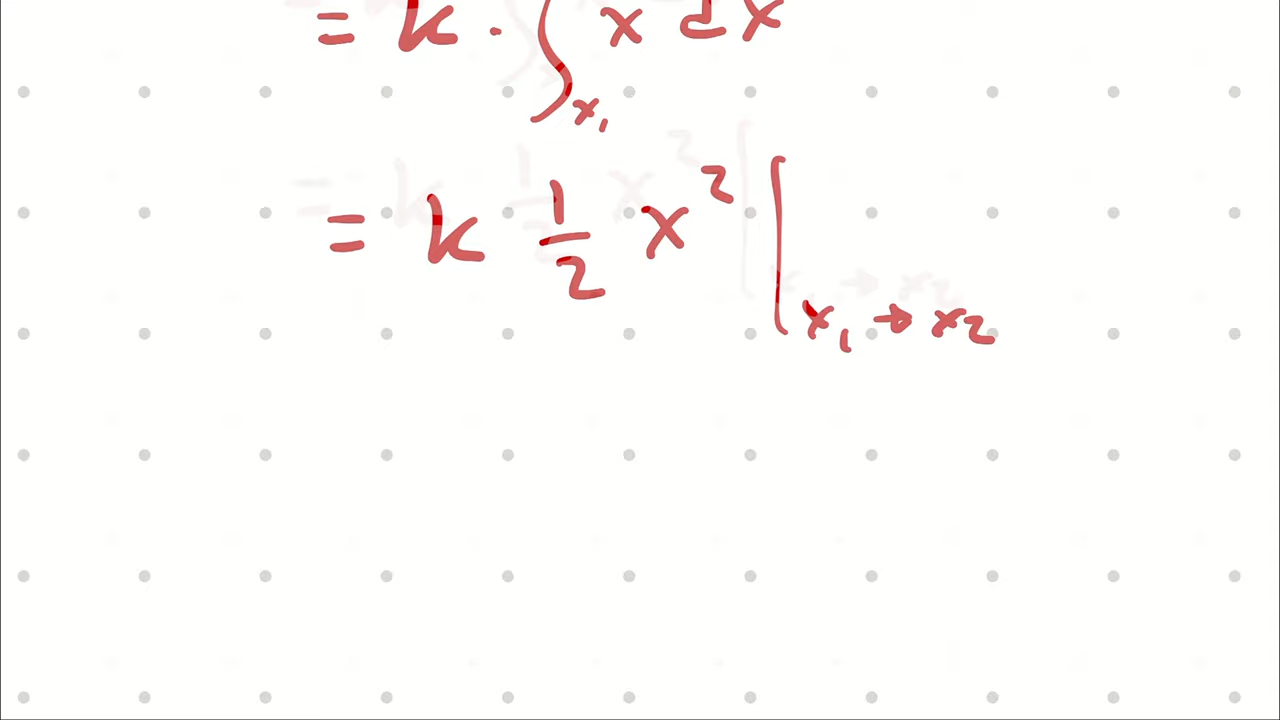 = k · ∫x₁ x dx
= k 1/2 x² | x₁ → x₂